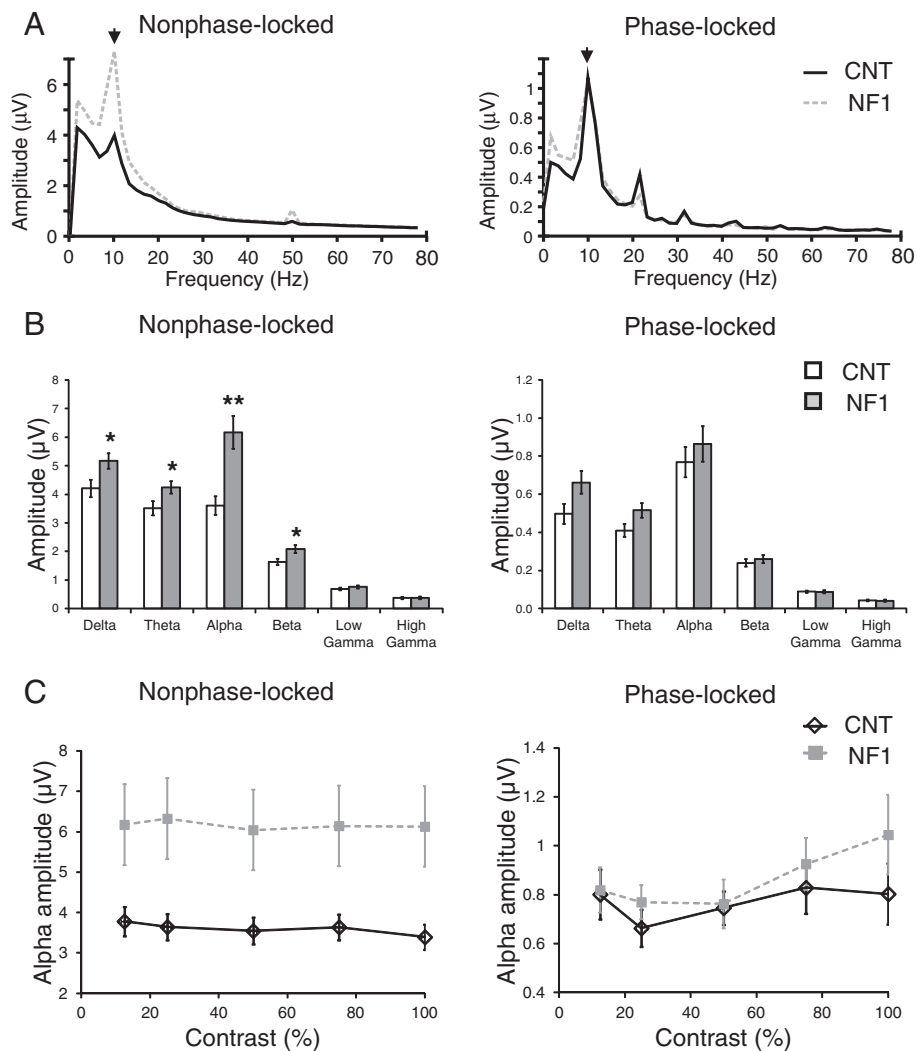 A
Nonphase-locked
Phase-locked
CNT
NF1
Amplitude (µV)
6
4
2
0
0 10 20 30 40 50 60 70 80
Frequency (Hz)
Amplitude (µV)
1
0.8
0.6
0.4
0.2
0
0 10 20 30 40 50 60 70 80
Frequency (Hz)
B
Nonphase-locked
Phase-locked
CNT
NF1
Amplitude (µV)
8
7
6
5
4
3
2
1
0
* * ** *
Delta Theta Alpha Beta Low Gamma High Gamma
Amplitude (µV)
1.2
1.0
0.8
0.6
0.4
0.2
0.0
Delta Theta Alpha Beta Low Gamma High Gamma
C
Nonphase-locked
Phase-locked
CNT
NF1
Alpha amplitude (µV)
8
7
6
5
4
3
2
0 20 40 60 80 100
Contrast (%)
Alpha amplitude (µV)
1.4
1.2
1
0.8
0.6
0.4
0 20 40 60 80 100
Contrast (%)